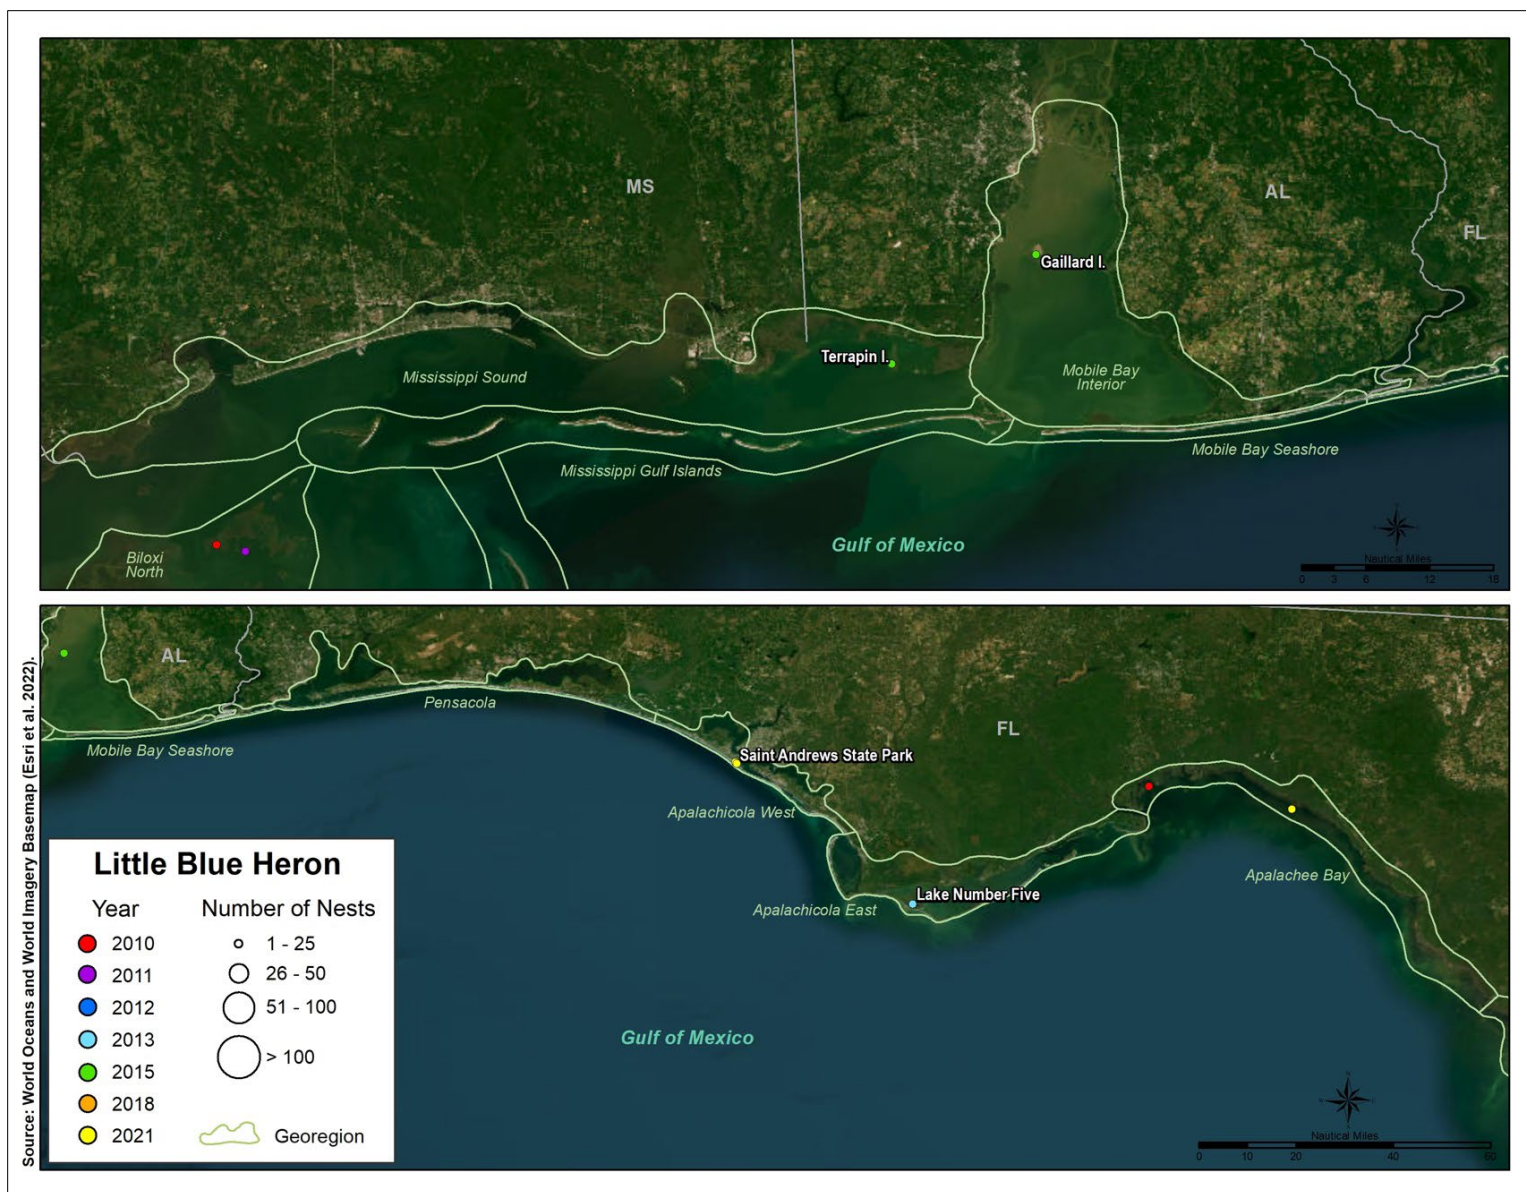 MS
AL
FL
Gaillard I.
Terrapin I.
Mississippi Sound
Mobile Bay
Interior
Mississippi Gulf Islands
Mobile Bay Seashore
Biloxi
North
Gulf of Mexico
Nautical Miles
0 3 6 12 18
AL
Pensacola
Mobile Bay Seashore
FL
Saint Andrews State Park
Apalachicola West
Lake Number Five
Apalachicola East
Apalachee Bay
Gulf of Mexico
Little Blue Heron
Year
Number of Nests
2010
1 - 25
2011
26 - 50
2012
51 - 100
2013
> 100
2015
2018
2021
Georegion
Nautical Miles
0 10 20 40 60
Source: World Oceans and World Imagery Basemap (Esri et al. 2022).